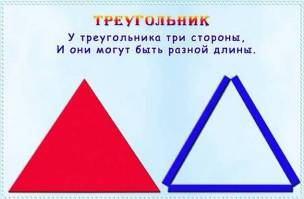 ТРЕУГОЛЬНИК
У треугольника три стороны,
И они могут быть разной длины.